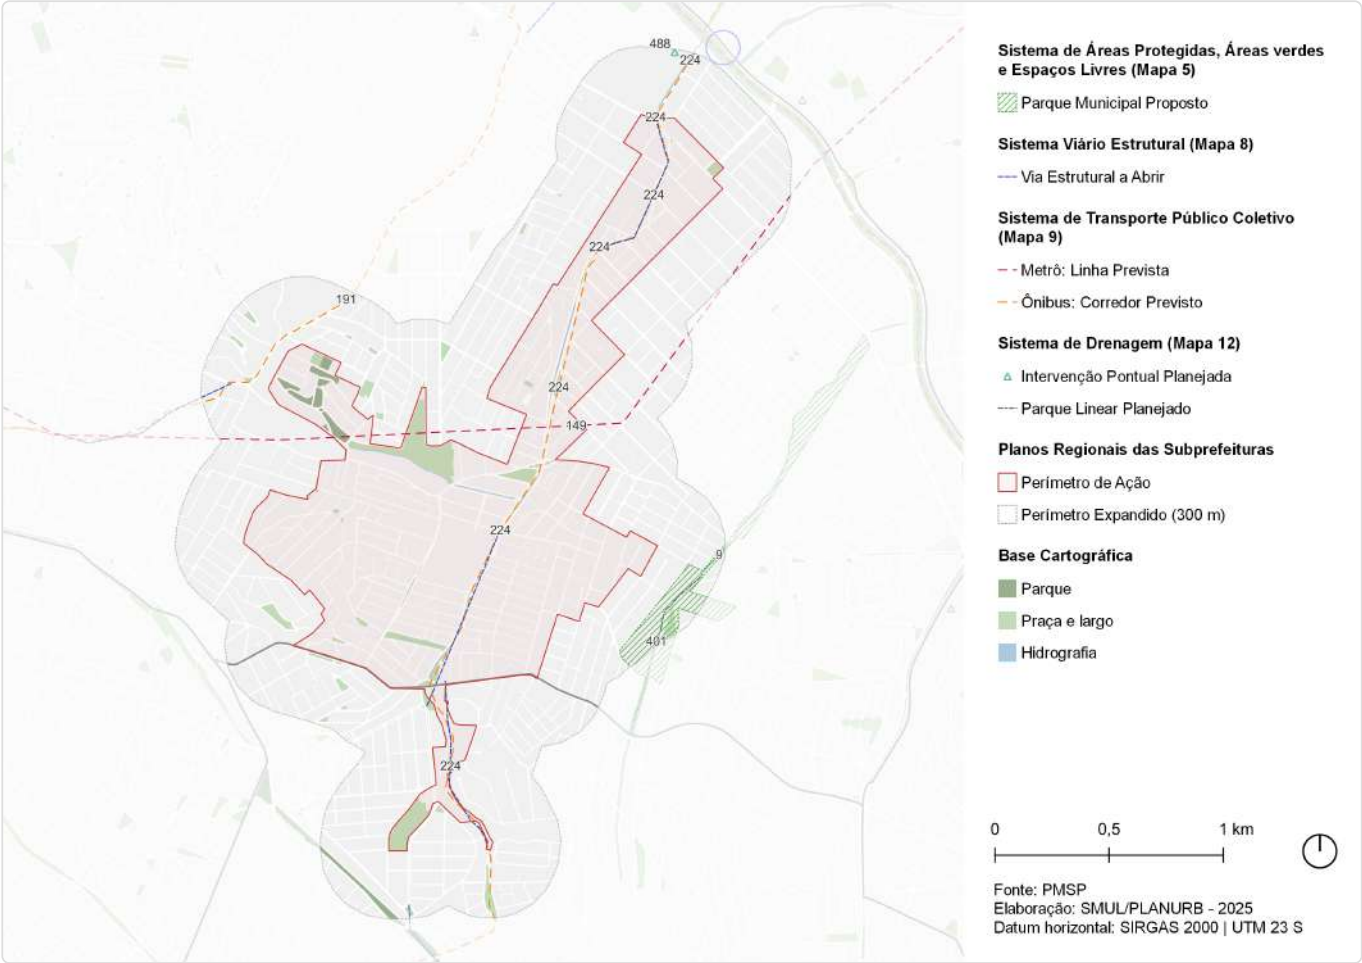 488
224
224
224
224
191
224
149
224
9
401
224
Sistema de Áreas Protegidas, Áreas verdes
e Espaços Livres (Mapa 5)
Parque Municipal Proposto
Sistema Viário Estrutural (Mapa 8)
Via Estrutural a Abrir
Sistema de Transporte Público Coletivo
(Mapa 9)
Metrô: Linha Prevista
Ônibus: Corredor Previsto
Sistema de Drenagem (Mapa 12)
Intervenção Pontual Planejada
Parque Linear Planejado
Planos Regionais das Subprefeituras
Perímetro de Ação
Perímetro Expandido (300 m)
Base Cartográfica
Parque
Praça e largo
Hidrografia
0 0,5 1 km
Fonte: PMSP
Elaboração: SMUL/PLANURB - 2025
Datum horizontal: SIRGAS 2000 | UTM 23 S